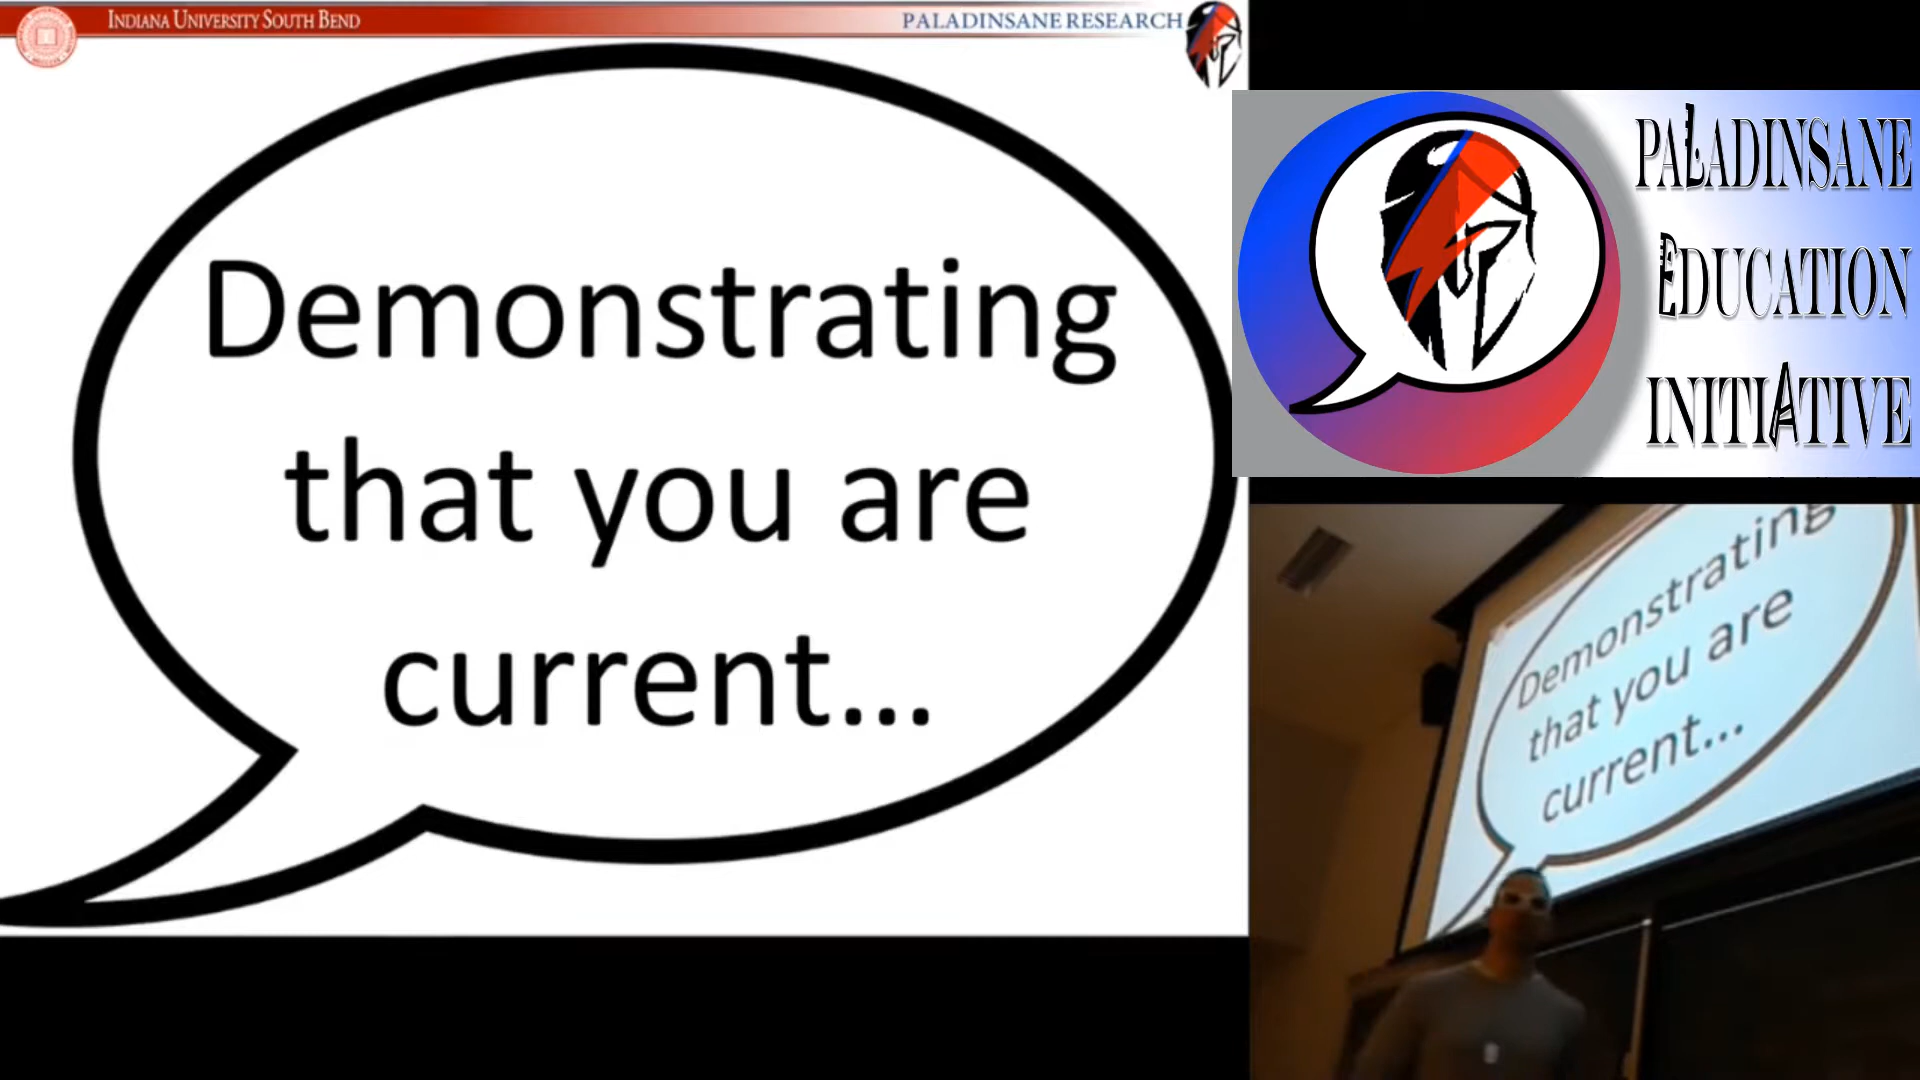 INDIANA UNIVERSITY SOUTH BEND
PALADINSANE RESEARCH
Demonstrating
that you are
current...
PALADINSANE
EDUCATION
INITIATIVE
Demonstrating
that you are
current...